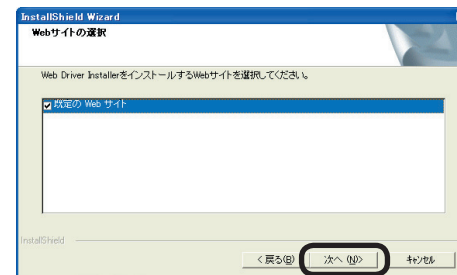 InstallShield Wizard
Webサイトの選択
Web Driver InstallerをインストールするWebサイトを選択してください。
既定の Web サイト
InstallShield
< 戻る(B) 次へ (N)> キャンセル